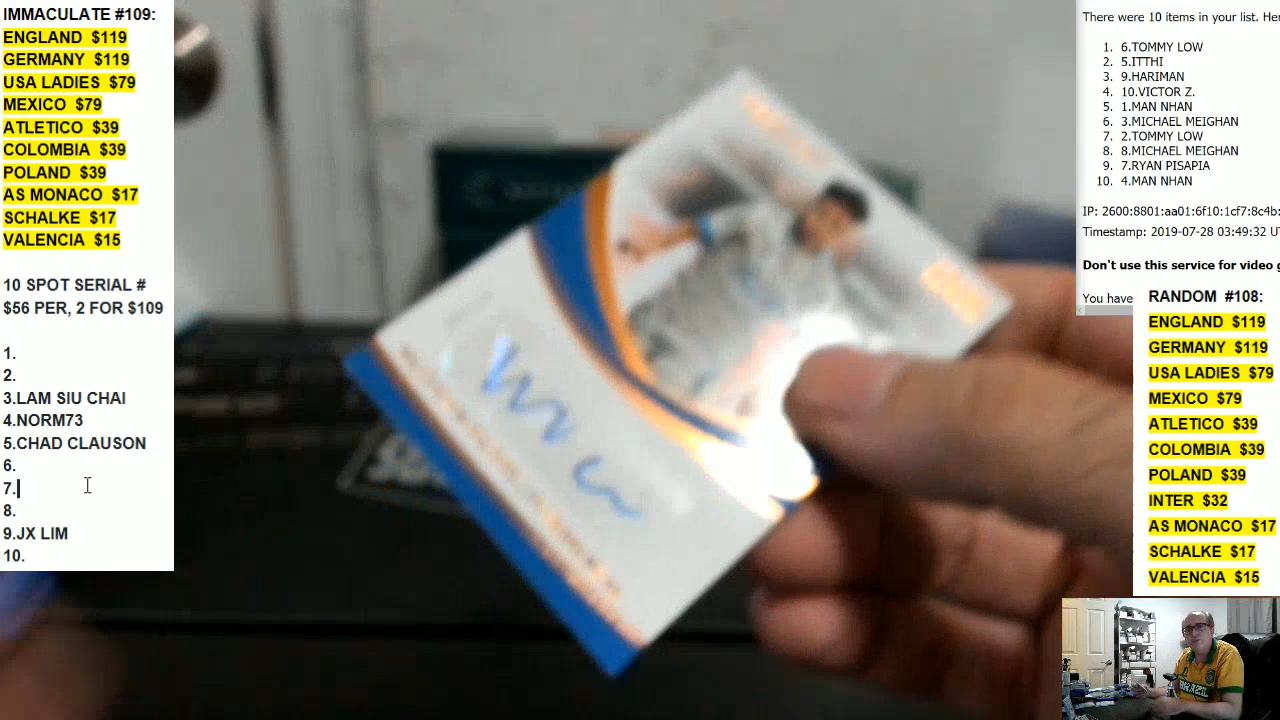 IMMACULATE #109:
ENGLAND $119
GERMANY $119
USA LADIES $79
MEXICO $79
ATLETICO $39
COLOMBIA $39
POLAND $39
AS MONACO $17
SCHALKE $17
VALENCIA $15
10 SPOT SERIAL #
$56 PER, 2 FOR $109
1.
2.
3.LAM SIU CHAI
4.NORM73
5.CHAD CLAUSON
6.
7.
8.
9.JX LIM
10.
There were 10 items in your list. Her
1. 6.TOMMY LOW
2. 5.ITTHI
3. 9.HARIMAN
4. 10.VICTOR Z.
5. 1.MAN NHAN
6. 3.MICHAEL MEIGHAN
7. 2.TOMMY LOW
8. 8.MICHAEL MEIGHAN
9. 7.RYAN PISAPIA
10. 4.MAN NHAN
IP: 2600:8801:aa01:6f10:1cf7:8c4b:
Timestamp: 2019-07-28 03:49:32 U
Don't use this service for video g
You have
RANDOM #108:
ENGLAND $119
GERMANY $119
USA LADIES $79
MEXICO $79
ATLETICO $39
COLOMBIA $39
POLAND $39
INTER $32
AS MONACO $17
SCHALKE $17
VALENCIA $15
BRAZIL